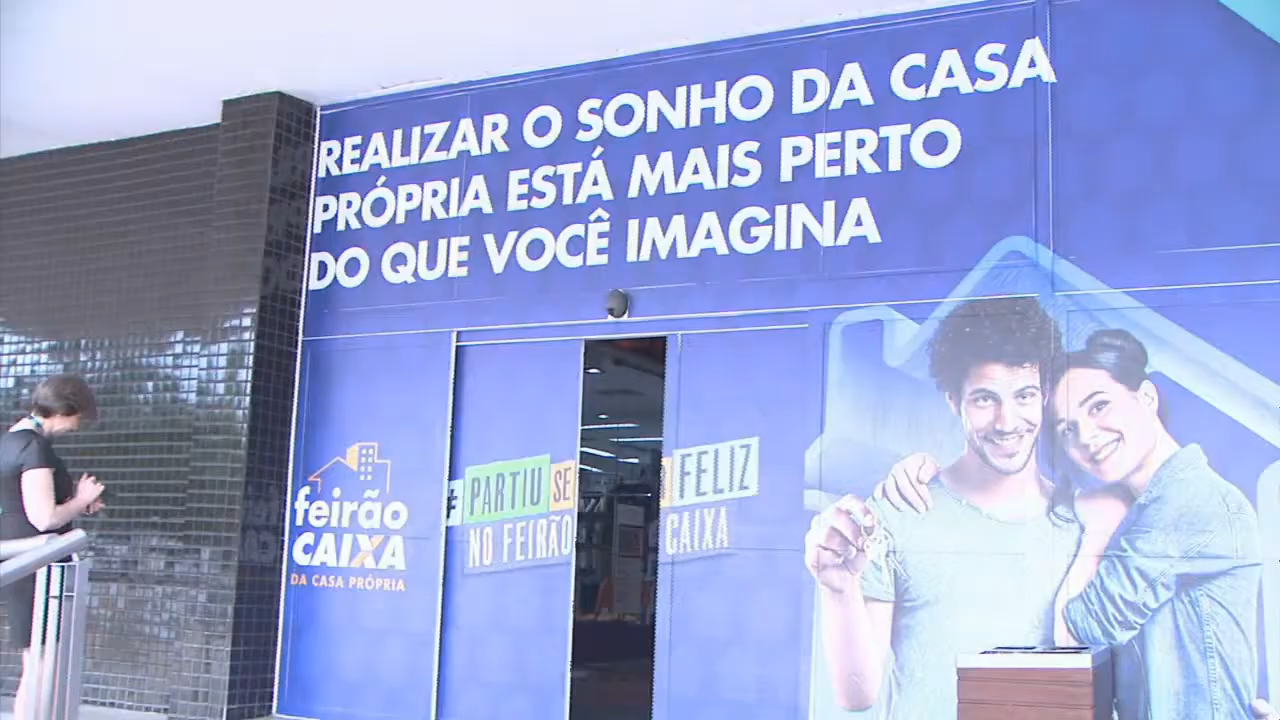 REALIZAR O SONHO DA CASA
PRÓPRIA ESTÁ MAIS PERTO
DO QUE VOCÊ IMAGINA
feirão
CAIXA
DA CASA PRÓPRIA
# PARTIU SE FELIZ
NO FEIRÃO CAIXA